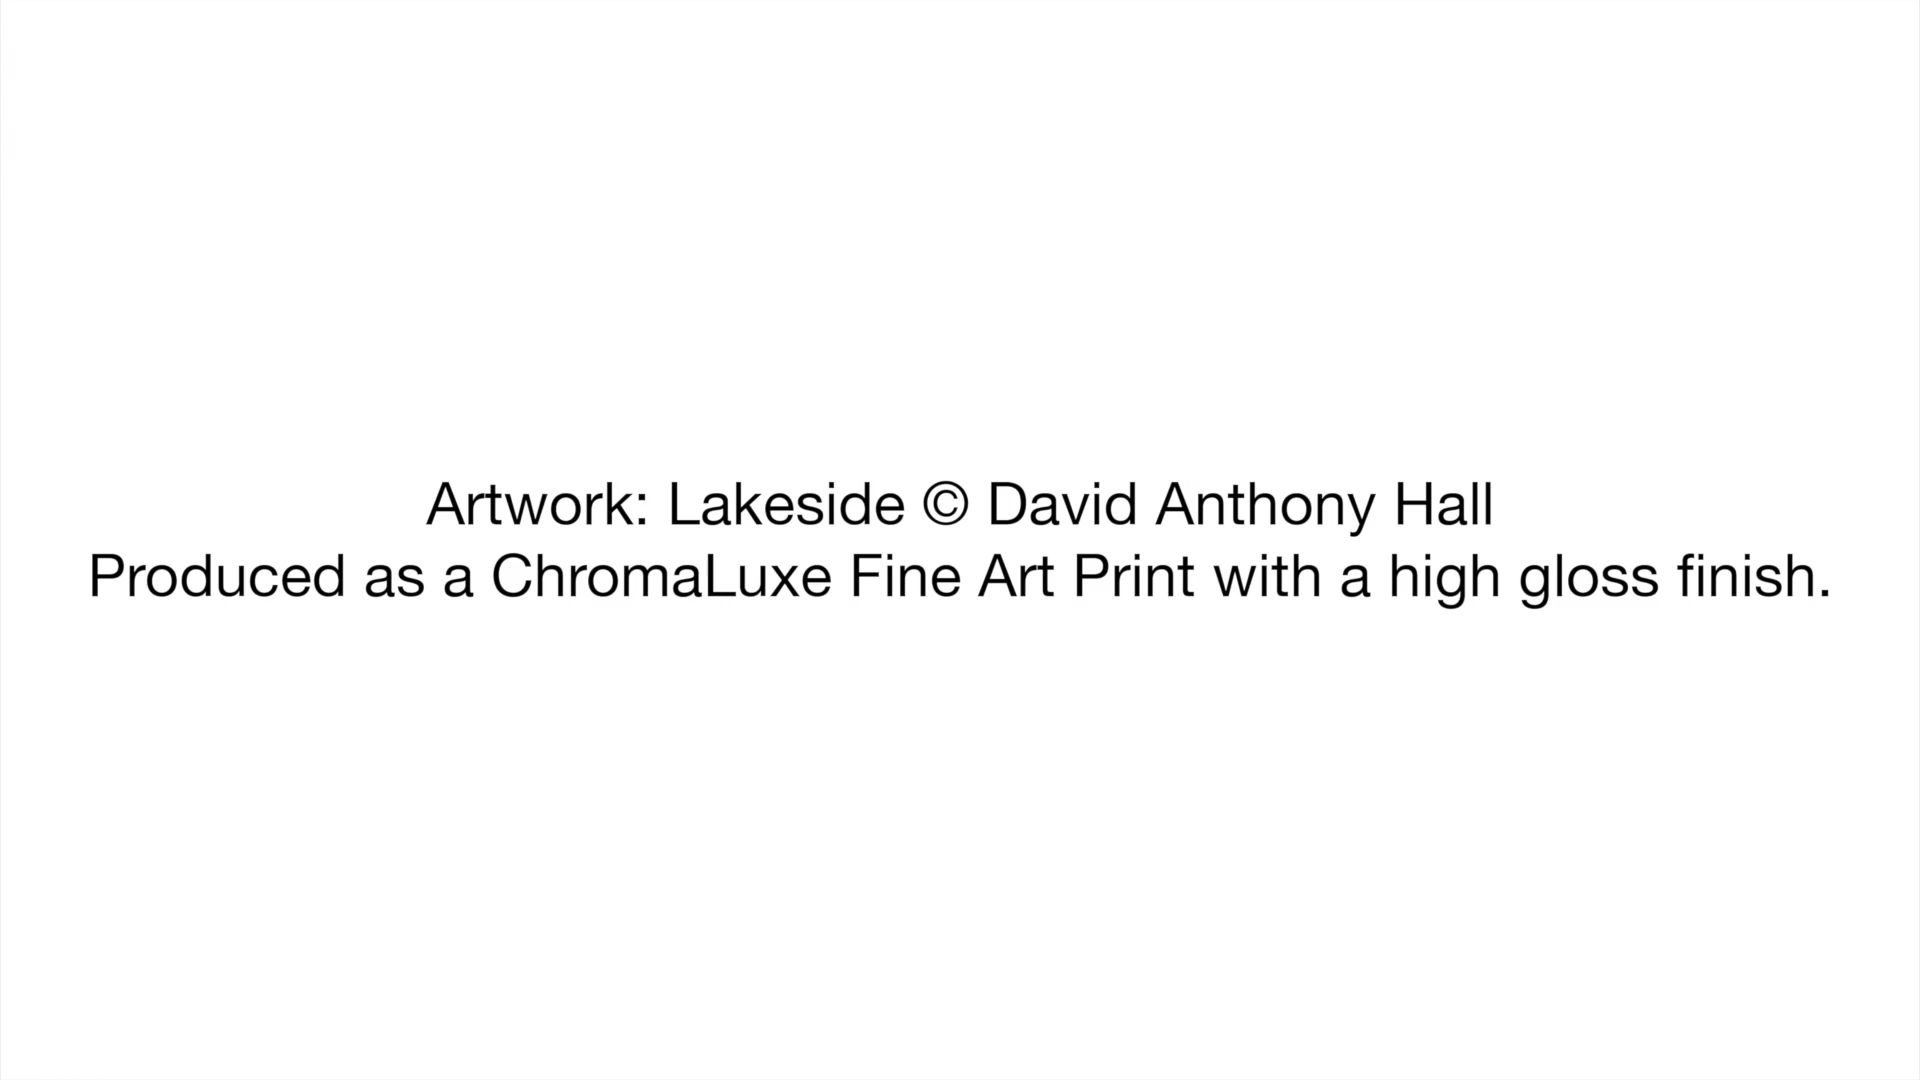 Artwork: Lakeside © David Anthony Hall
Produced as a ChromaLuxe Fine Art Print with a high gloss finish.